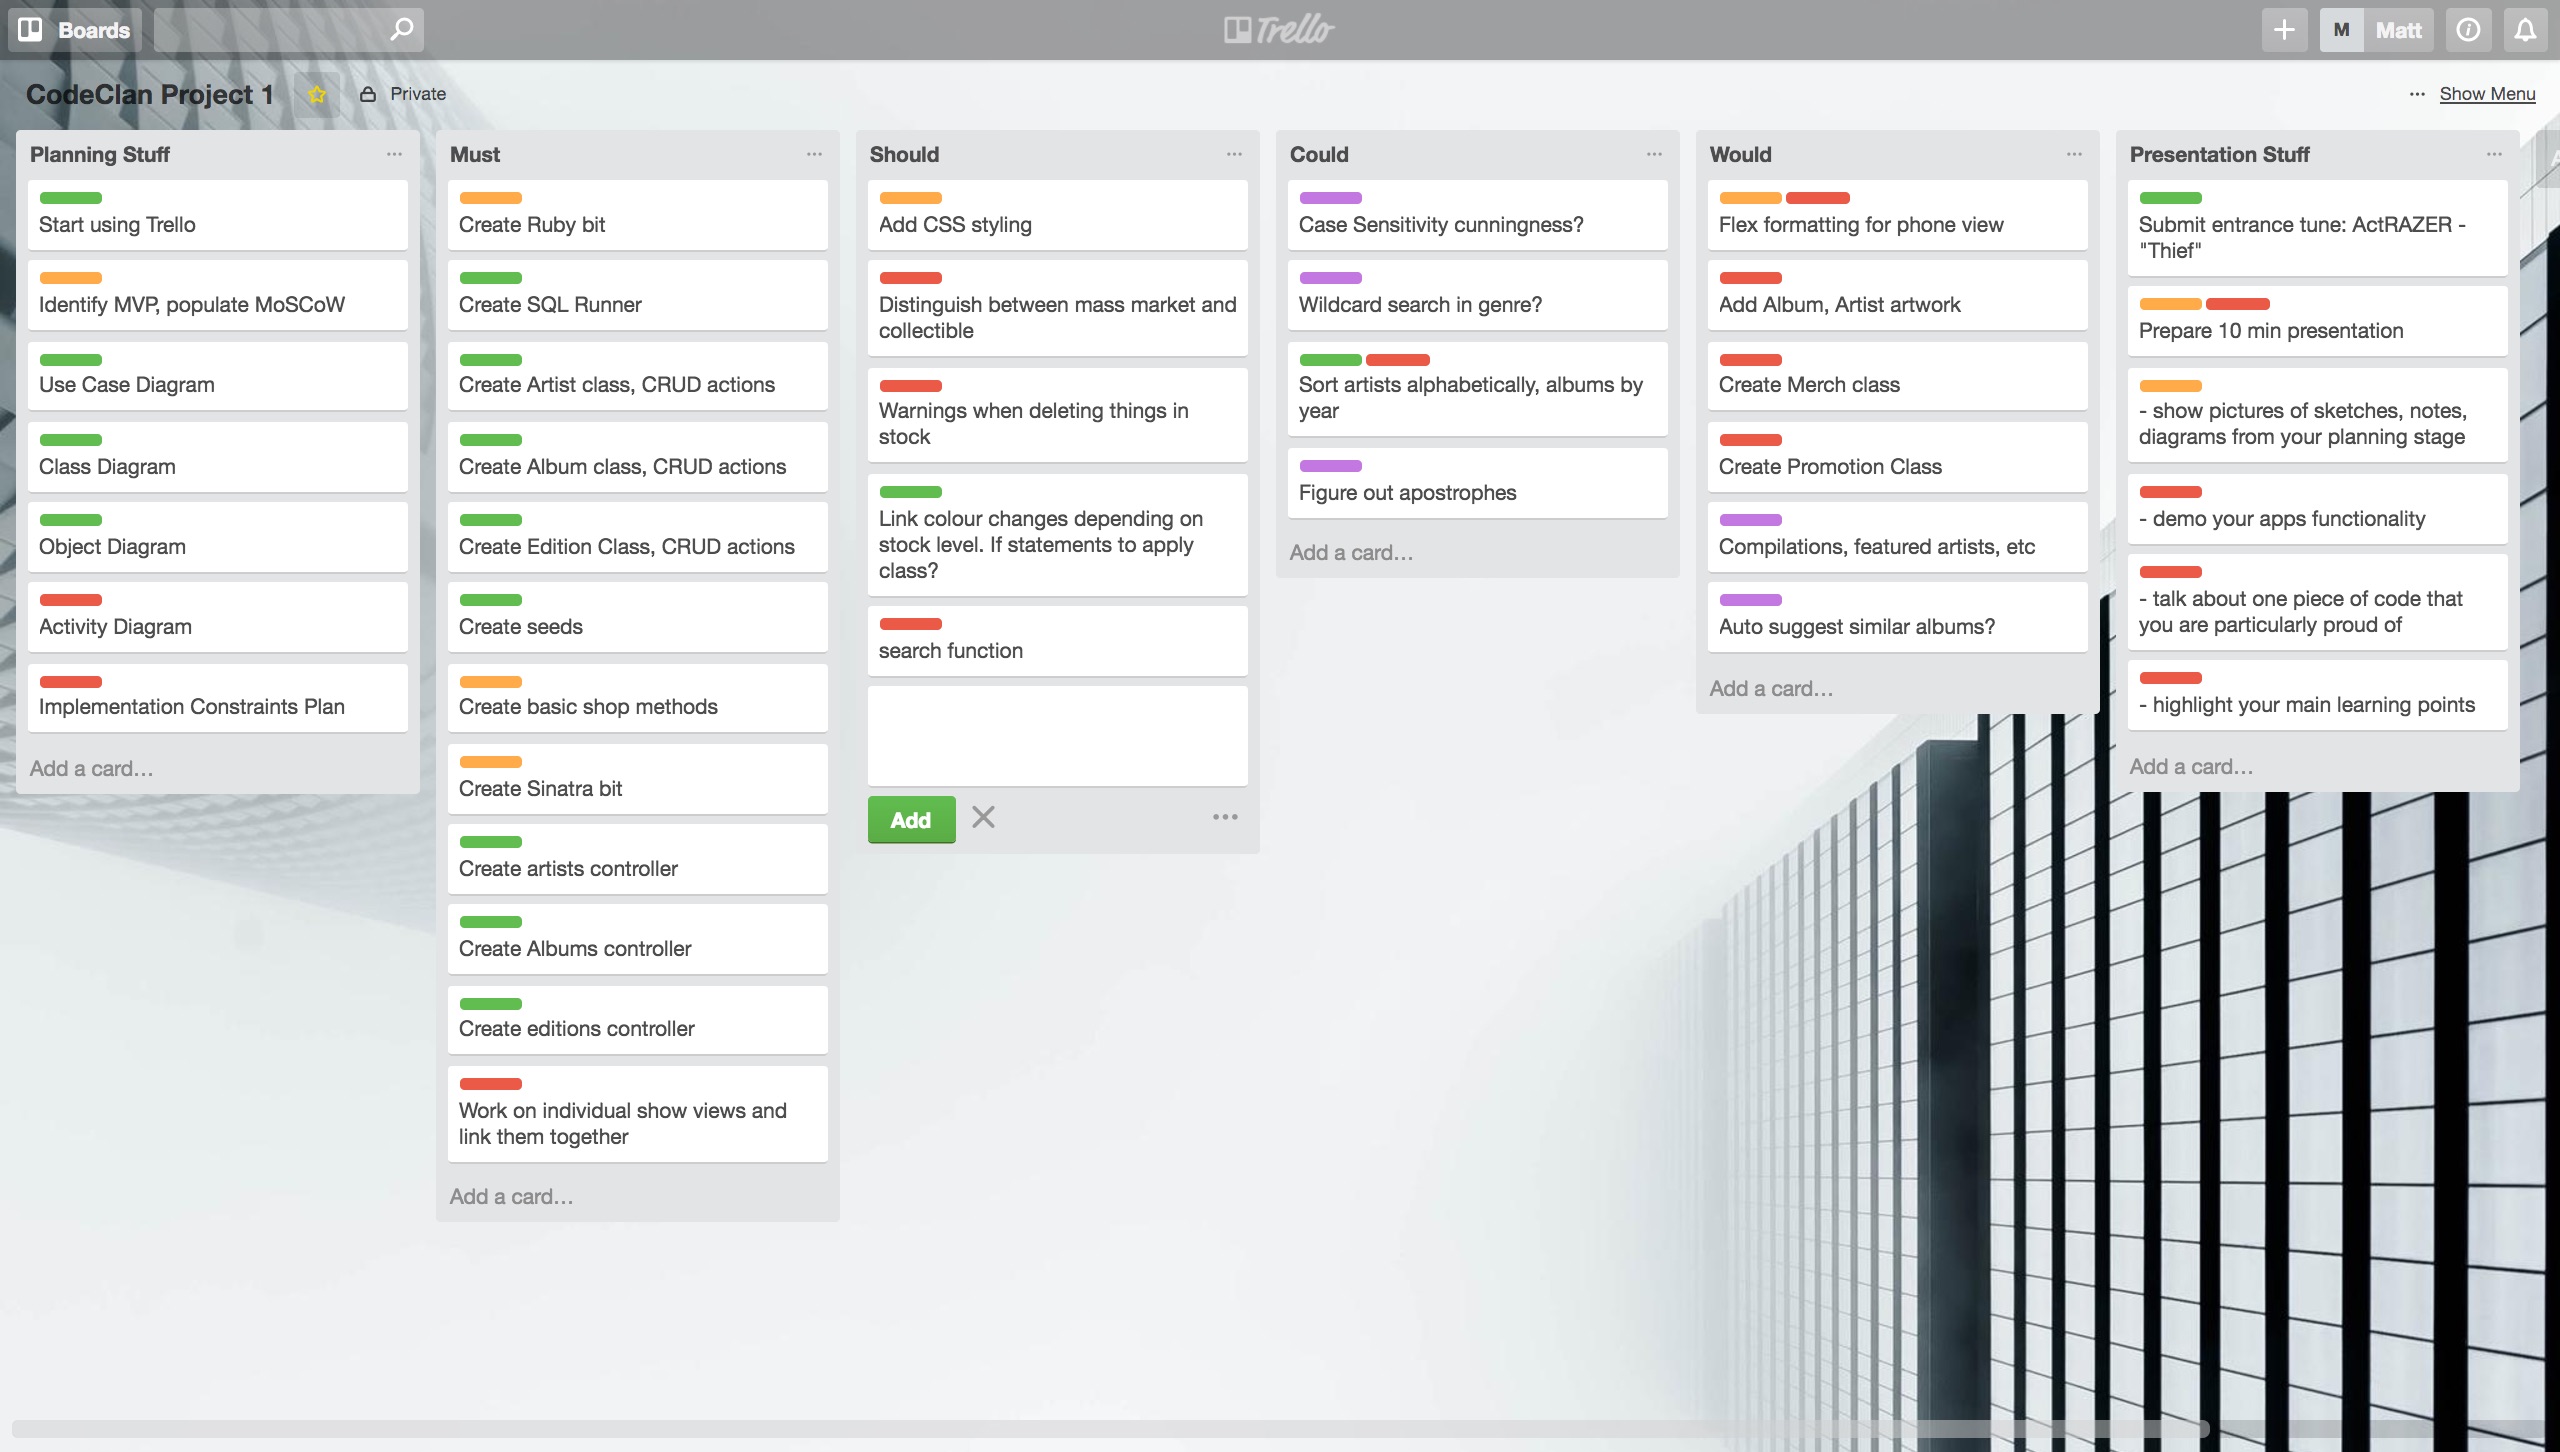 Boards
Trello
M
Matt
CodeClan Project 1
Private
... Show Menu
Planning Stuff
Start using Trello
Identify MVP, populate MoSCoW
Use Case Diagram
Class Diagram
Object Diagram
Activity Diagram
Implementation Constraints Plan
Add a card...
Must
Create Ruby bit
Create SQL Runner
Create Artist class, CRUD actions
Create Album class, CRUD actions
Create Edition Class, CRUD actions
Create seeds
Create basic shop methods
Create Sinatra bit
Create artists controller
Create Albums controller
Create editions controller
Work on individual show views and
link them together
Add a card...
Should
Add CSS styling
Distinguish between mass market and
collectible
Warnings when deleting things in
stock
Link colour changes depending on
stock level. If statements to apply
class?
search function
Add
Could
Case Sensitivity cunningness?
Wildcard search in genre?
Sort artists alphabetically, albums by
year
Figure out apostrophes
Add a card...
Would
Flex formatting for phone view
Add Album, Artist artwork
Create Merch class
Create Promotion Class
Compilations, featured artists, etc
Auto suggest similar albums?
Add a card...
Presentation Stuff
Submit entrance tune: ActRAZER -
"Thief"
Prepare 10 min presentation
- show pictures of sketches, notes,
diagrams from your planning stage
- demo your apps functionality
- talk about one piece of code that
you are particularly proud of
- highlight your main learning points
Add a card...